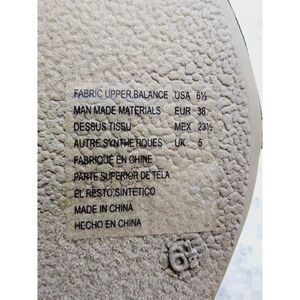 FABRIC UPPER.BALANCE USA 6½
MAN MADE MATERIALS EUR 38
DESSUS TISSU MEX 23½
AUTRE.SYNTHETIQUES UK 5
FABRIQUE EN CHINE
PARTE SUPERIOR DE TELA
EL RESTO.SINTÉTICO
MADE IN CHINA
HECHO EN CHINA
6½